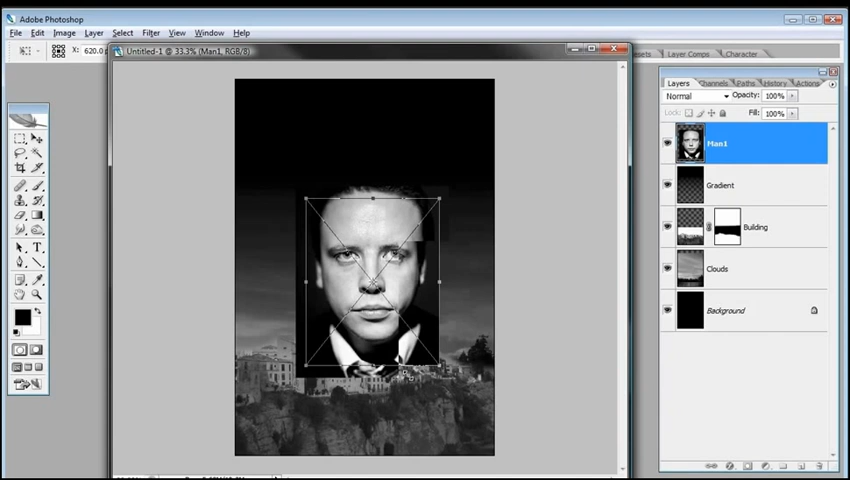 Adobe Photoshop
File Edit Image Layer Select Filter View Window Help
X: 620.0
Layer Comps Character
Untitled-1 @ 33.3% (Man1, RGB/8)
Layers Channels Paths History Actions
Normal Opacity: 100%
Lock: Fill: 100%
Man1
Gradient
Building
Clouds
Background